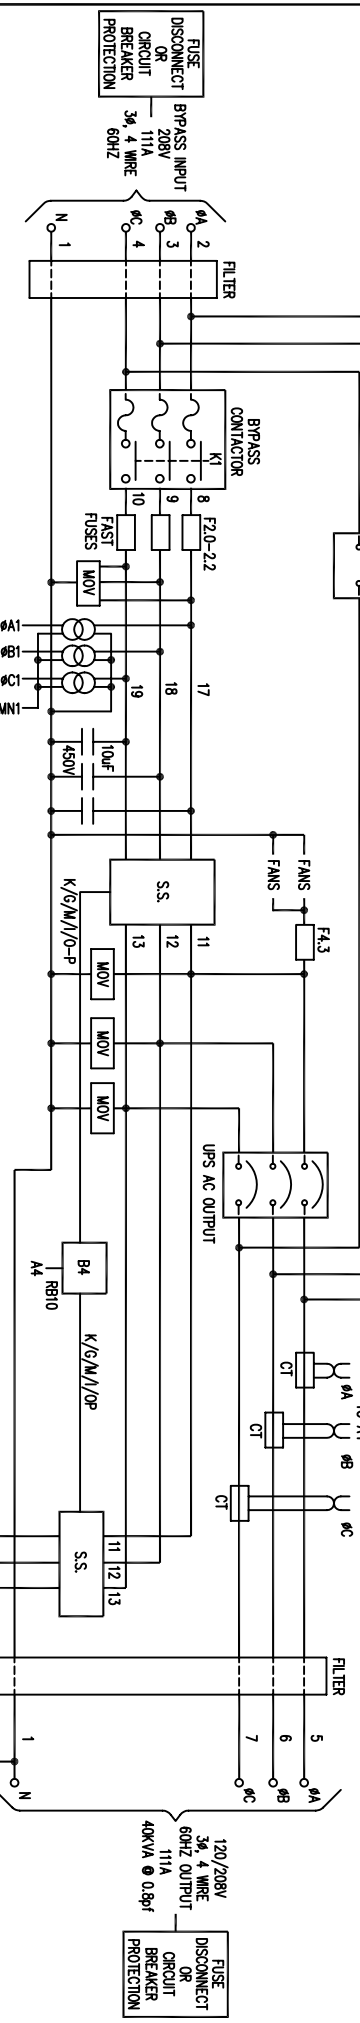 FUSE
DISCONNECT
OR
CIRCUIT
BREAKER
PROTECTION
BYPASS INPUT
208V
111A
3ø, 4 WIRE
60HZ
øA
2
øB
3
øC
4
N
1
FILTER
BYPASS
CONTACTOR
K1
8
9
10
F2.0-2.2
FAST
FUSES
MOV
øA1
øB1
øC1
MN1
17
18
19
10uF
450V
FANS
FANS
F4.3
S.S.
11
12
13
K/G/M/I/O-P
MOV
MOV
MOV
UPS AC OUTPUT
B4
RB10
A4
K/G/M/I/OP
CT
øA
CT
øB
CT
øC
S.S.
11
12
13
FILTER
5
6
7
1
øA
øB
øC
N
120/208V
3ø, 4 WIRE
60HZ OUTPUT
111A
40KVA @ 0.8pf
FUSE
DISCONNECT
OR
CIRCUIT
BREAKER
PROTECTION